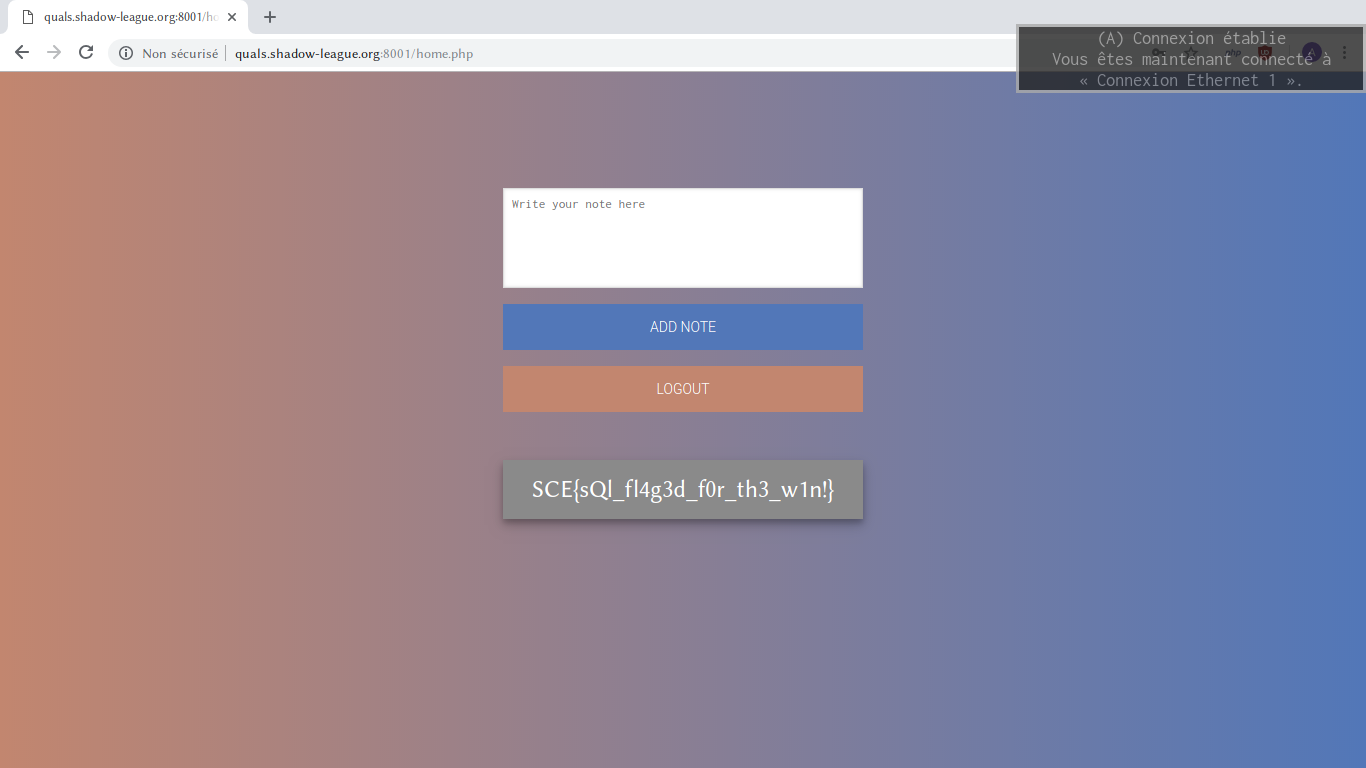 quals.shadow-league.org:8001/ho
Non sécurisé
quals.shadow-league.org:8001/home.php
(A) Connexion établie
Vous êtes maintenant connecté à
« Connexion Ethernet 1 ».
php
Write your note here
ADD NOTE
LOGOUT
SCE{sQl_fl4g3d_f0r_th3_w1n!}